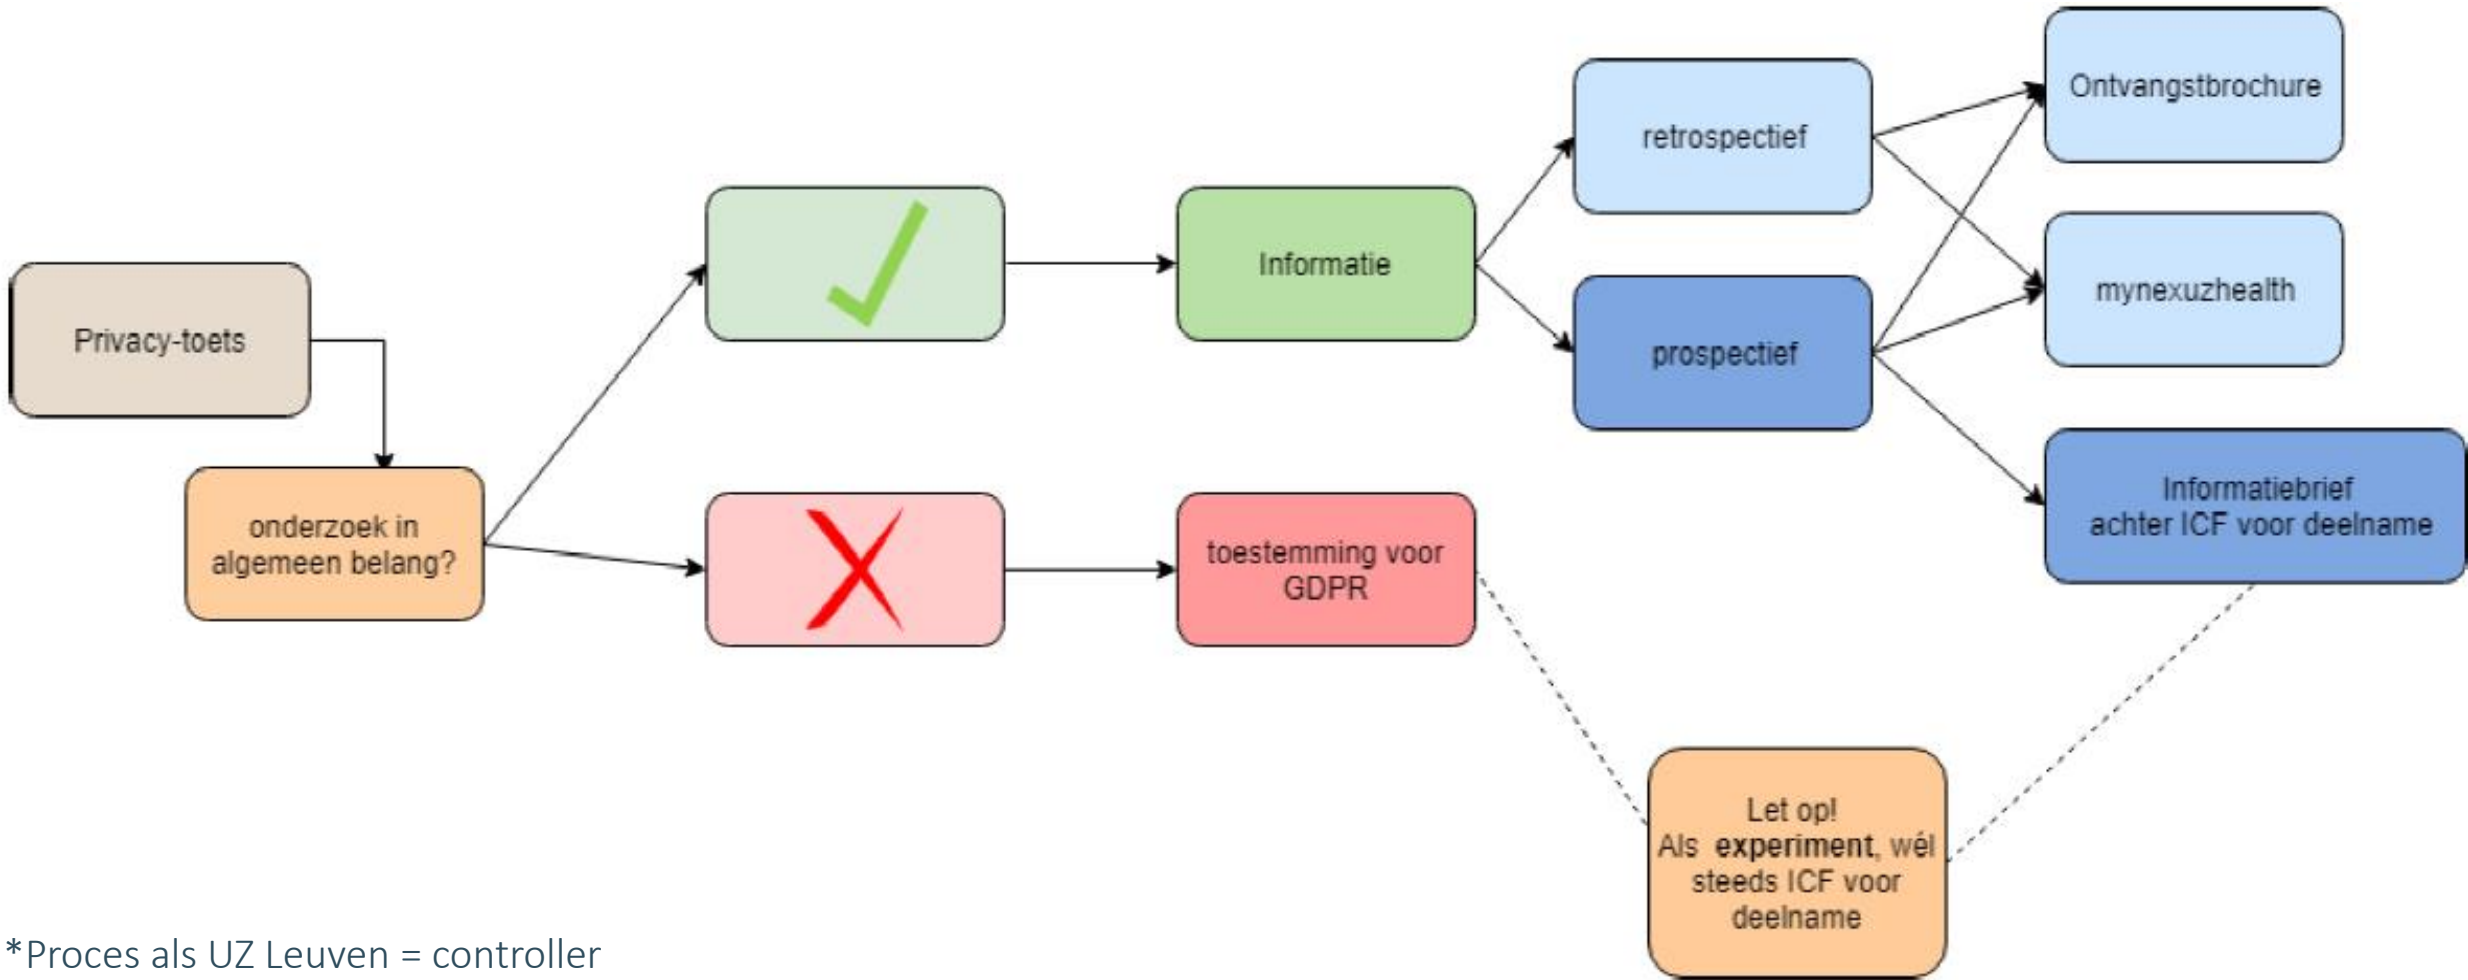 Privacy-toets
onderzoek in
algemeen belang?
Informatie
toestemming voor
GDPR
retrospectief
prospectief
Ontvangstbrochure
mynexuzhealth
Informatiebrief
achter ICF voor deelname
Let op!
Als experiment, wél
steeds ICF voor
deelname
*Proces als UZ Leuven = controller